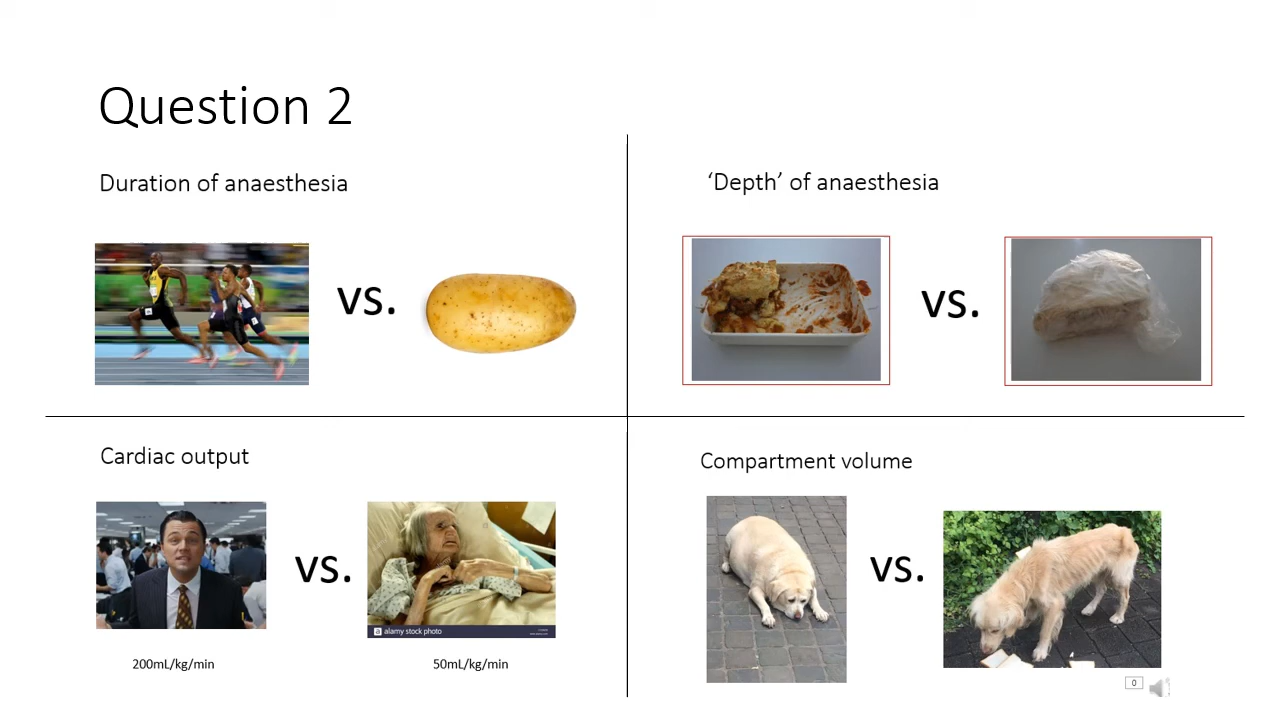 Question 2
Duration of anaesthesia
vs.
‘Depth’ of anaesthesia
vs.
Cardiac output
vs.
a alamy stock photo
200mL/kg/min
50mL/kg/min
Compartment volume
vs.
0